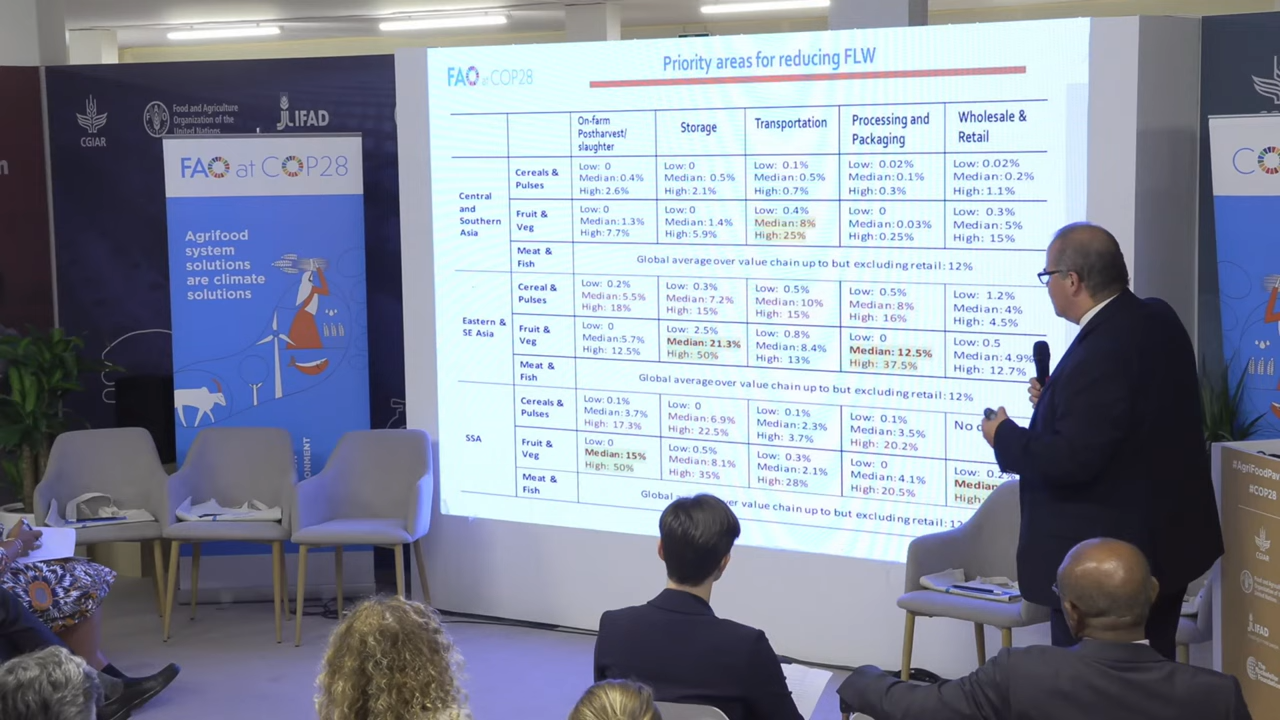 CGIAR
Food and Agriculture
Organization of the
United Nations
IFAD
FAO at COP28
Agrifood
system
solutions
are climate
solutions
FAO at COP28
Priority areas for reducing FLW
On-farm
Postharvest/
slaughter
Storage
Transportation
Processing and
Packaging
Wholesale &
Retail
Central
and
Southern
Asia
Cereals &
Pulses
Low: 0
Median: 0.4%
High: 2.6%
Low: 0
Median: 0.5%
High: 2.1%
Low: 0.1%
Median: 0.5%
High: 0.7%
Low: 0.02%
Median: 0.1%
High: 0.3%
Low: 0.02%
Median: 0.2%
High: 1.1%
Fruit &
Veg
Low: 0
Median: 1.3%
High: 7.7%
Low: 0
Median: 1.4%
High: 5.9%
Low: 0.4%
Median: 8%
High: 25%
Low: 0
Median: 0.03%
High: 0.25%
Low: 0.3%
Median: 5%
High: 15%
Meat &
Fish
Global average over value chain up to but excluding retail: 12%
Eastern &
SE Asia
Cereal &
Pulses
Low: 0.2%
Median: 5.5%
High: 18%
Low: 0.3%
Median: 7.2%
High: 15%
Low: 0.5%
Median: 10%
High: 15%
Low: 0.5%
Median: 8%
High: 16%
Low: 1.2%
Median: 4%
High: 4.5%
Fruit &
Veg
Low: 0
Median: 5.7%
High: 12.5%
Low: 2.5%
Median: 21.3%
High: 50%
Low: 0.8%
Median: 8.4%
High: 13%
Low: 0
Median: 12.5%
High: 37.5%
Low: 0.5
Median: 4.9%
High: 12.7%
Meat &
Fish
Global average over value chain up to but excluding retail: 12%
SSA
Cereals &
Pulses
Low: 0.1%
Median: 3.7%
High: 17.3%
Low: 0
Median: 6.9%
High: 22.5%
Low: 0.1%
Median: 2.3%
High: 3.7%
Low: 0.1%
Median: 3.5%
High: 20.2%
No
Fruit &
Veg
Low: 0
Median: 15%
High: 50%
Low: 0.5%
Median: 8.1%
High: 35%
Low: 0.3%
Median: 2.1%
High: 28%
Low: 0
Median: 4.1%
High: 20.5%
Low:
Median
High:
Meat &
Fish
Global value chain up to but excluding retail:
#COP28
CGIAR
IFAD